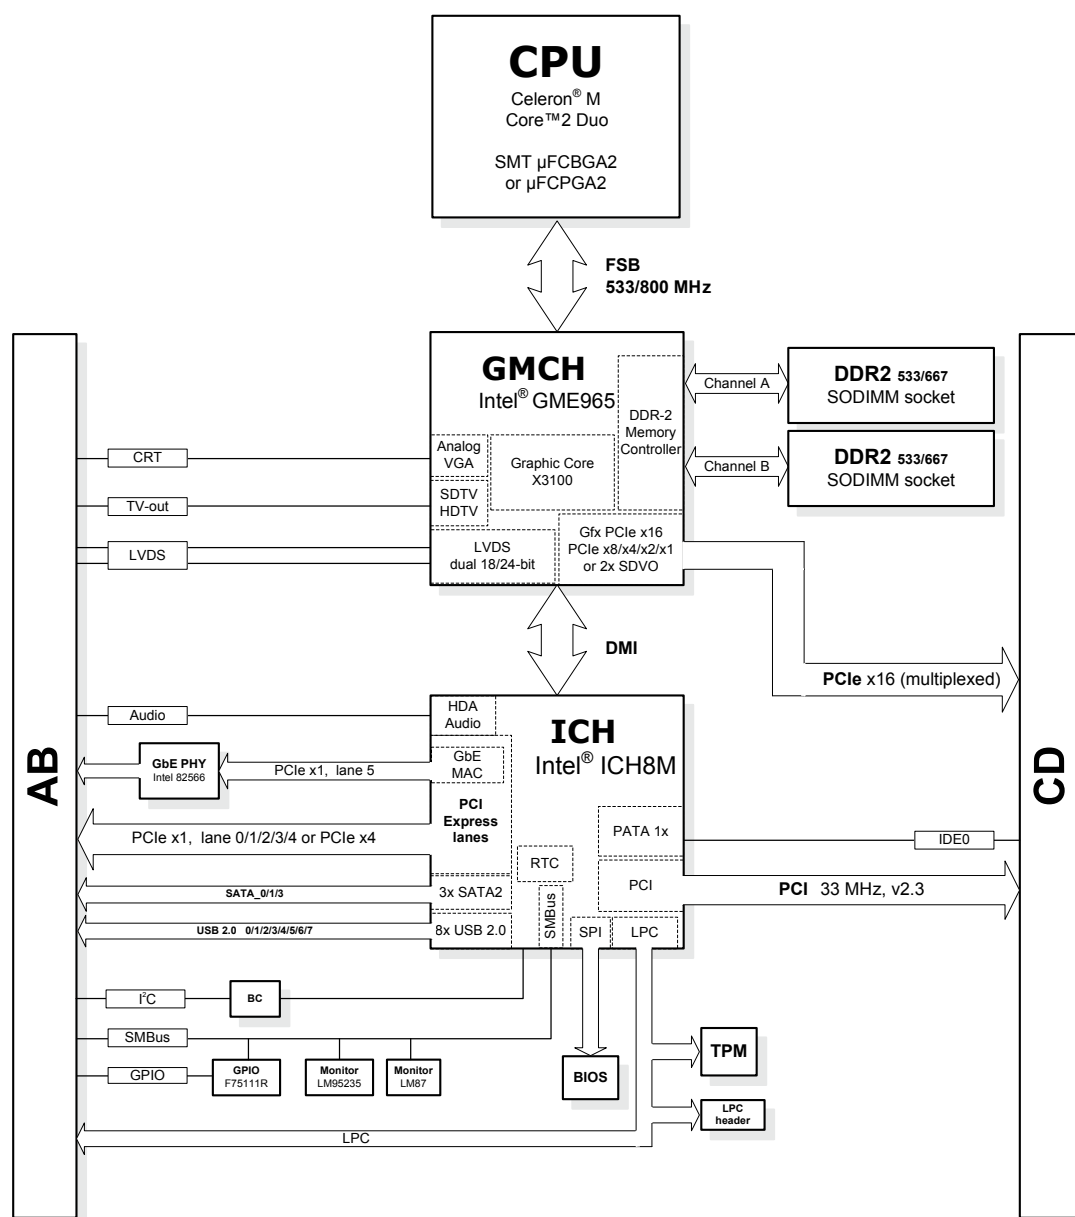 CPU
Celeron® M
Core™2 Duo
SMT µFCBGA2
or µFCPGA2
FSB
533/800 MHz
GMCH
Intel® GME965
DDR-2
Memory
Controller
Analog
VGA
Graphic Core
X3100
SDTV
HDTV
LVDS
dual 18/24-bit
Gfx PCIe x16
PCIe x8/x4/x2/x1
or 2x SDVO
Channel A
DDR2 533/667
SODIMM socket
Channel B
DDR2 533/667
SODIMM socket
CRT
TV-out
LVDS
DMI
PCIe x16 (multiplexed)
AB
CD
Audio
HDA
Audio
ICH
Intel® ICH8M
GbE PHY
Intel 82566
PCIe x1, lane 5
GbE
MAC
PCI
Express
lanes
PCIe x1, lane 0/1/2/3/4 or PCIe x4
RTC
PATA 1x
IDE0
PCI
PCI 33 MHz, v2.3
SATA_0/1/3
3x SATA2
USB 2.0 0/1/2/3/4/5/6/7
8x USB 2.0
SMBus
SPI
LPC
I²C
BC
SMBus
GPIO
GPIO
F75111R
Monitor
LM95235
Monitor
LM87
BIOS
TPM
LPC
header
LPC